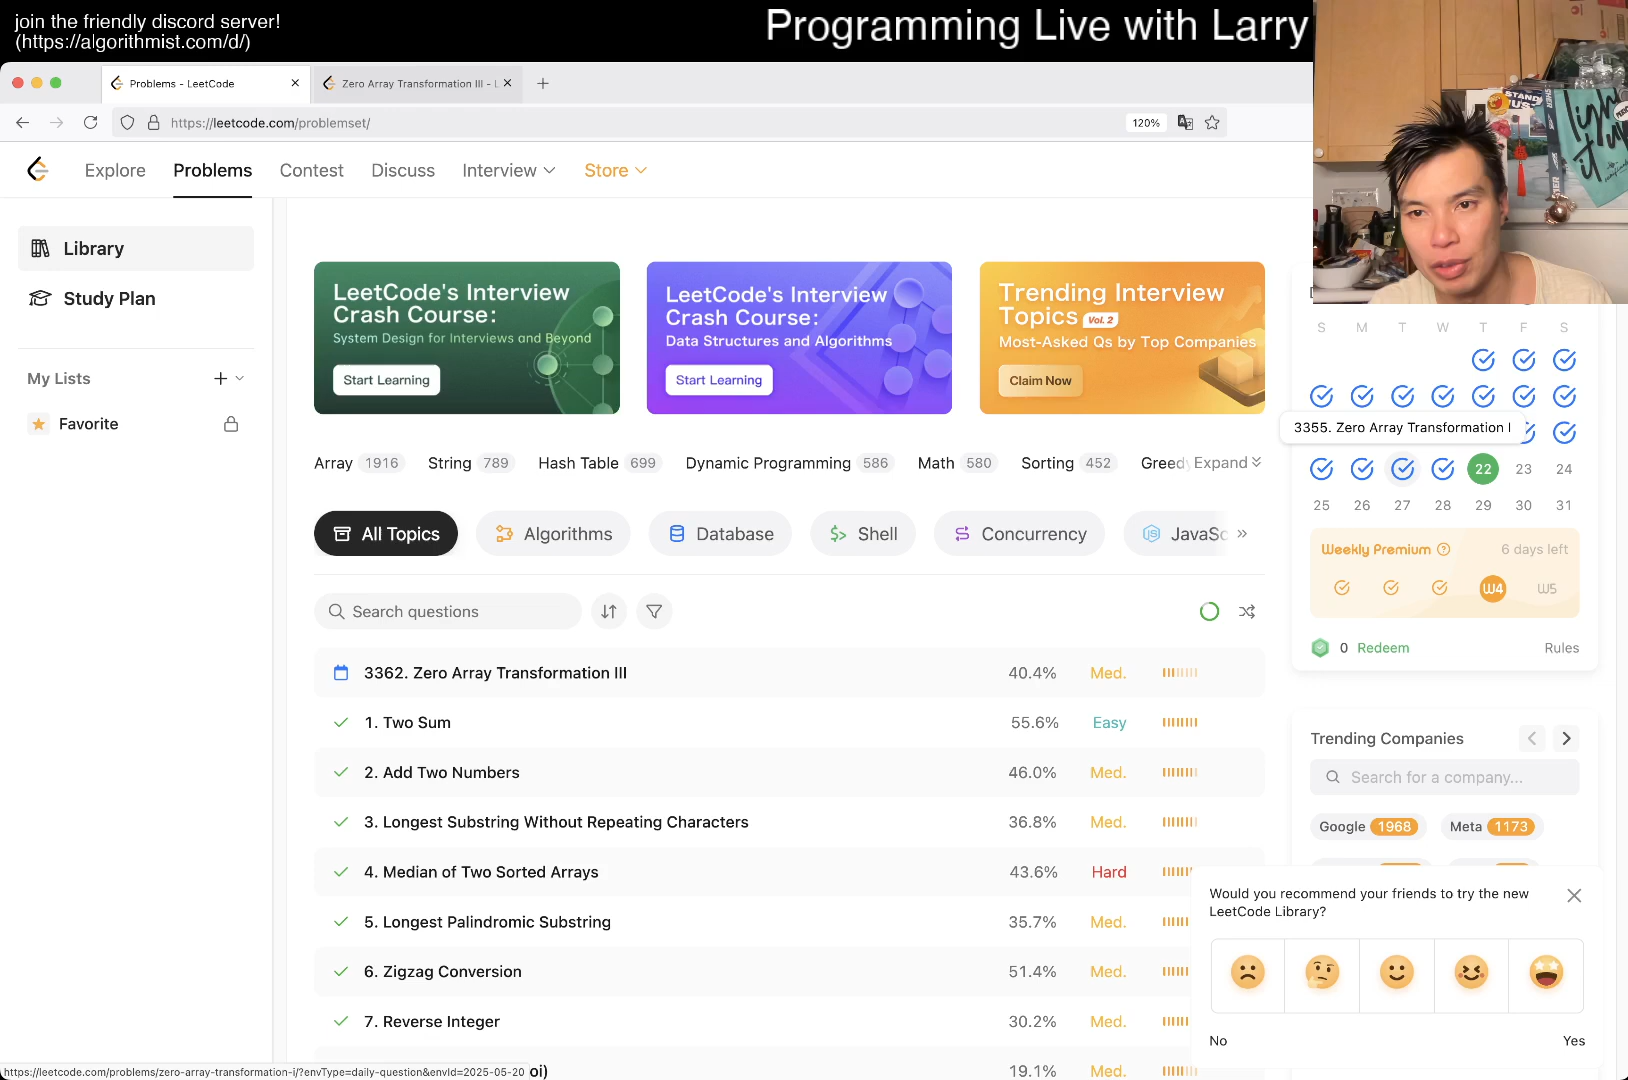 join the friendly discord server!
(https://algorithmist.com/d/)
Programming Live with Larry
Problems - LeetCode
Zero Array Transformation III - L
https://leetcode.com/problemset/
120%
Explore
Problems
Contest
Discuss
Interview
Store
Library
Study Plan
My Lists
Favorite
LeetCode's Interview
Crash Course:
System Design for Interviews and Beyond
Start Learning
LeetCode's Interview
Crash Course:
Data Structures and Algorithms
Start Learning
Trending Interview
Topics Vol. 2
Most-Asked Qs by Top Companies
Claim Now
Array 1916
String 789
Hash Table 699
Dynamic Programming 586
Math 580
Sorting 452
Greedy
Expand
All Topics
Algorithms
Database
Shell
Concurrency
JavaSc
Search questions
3362. Zero Array Transformation III 40.4% Med.
1. Two Sum 55.6% Easy
2. Add Two Numbers 46.0% Med.
3. Longest Substring Without Repeating Characters 36.8% Med.
4. Median of Two Sorted Arrays 43.6% Hard
5. Longest Palindromic Substring 35.7% Med.
6. Zigzag Conversion 51.4% Med.
7. Reverse Integer 30.2% Med.
oi) 19.1% Med.
https://leetcode.com/problems/zero-array-transformation-i/?envType=daily-question&envId=2025-05-20
STAND
US
light
it
S M T W T F S
3355. Zero Array Transformation I
22 23 24
25 26 27 28 29 30 31
Weekly Premium
6 days left
W4 W5
0 Redeem
Rules
Trending Companies
Search for a company...
Google 1968
Meta 1173
Would you recommend your friends to try the new
LeetCode Library?
No
Yes